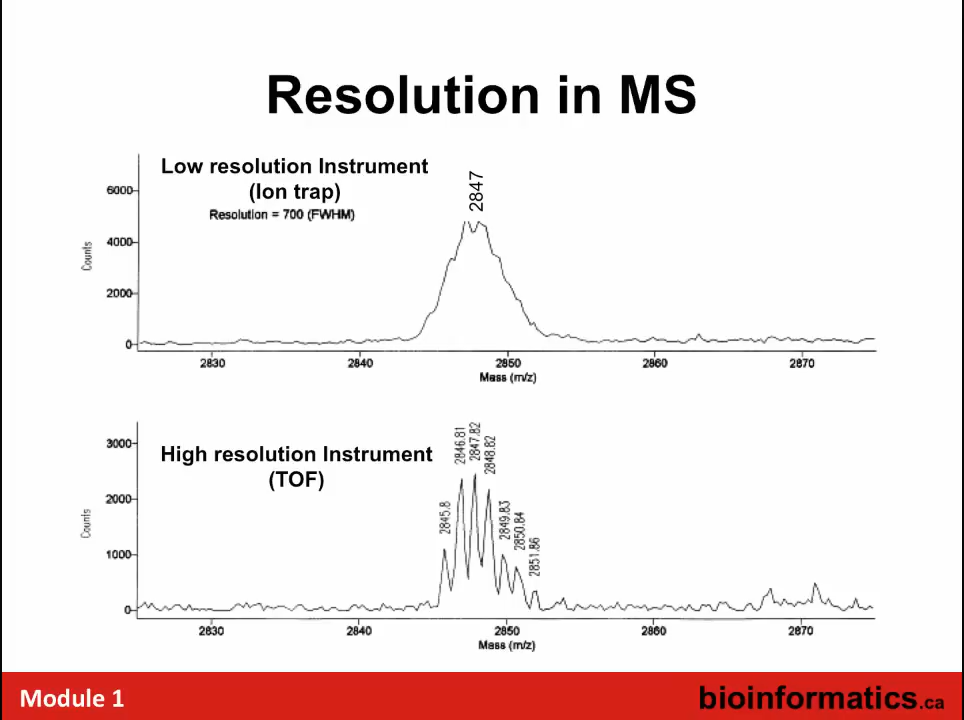 Resolution in MS
Low resolution Instrument
(Ion trap)
Resolution = 700 (FWHM)
2847
6000
4000
2000
0
Counts
2830 2840 2850 2860 2870
Mass (m/z)
High resolution Instrument
(TOF)
2845.8
2846.81
2847.82
2848.82
2849.83
2850.84
2851.86
3000
2000
1000
0
Counts
2830 2840 2850 2860 2870
Mass (m/z)
Module 1
bioinformatics.ca